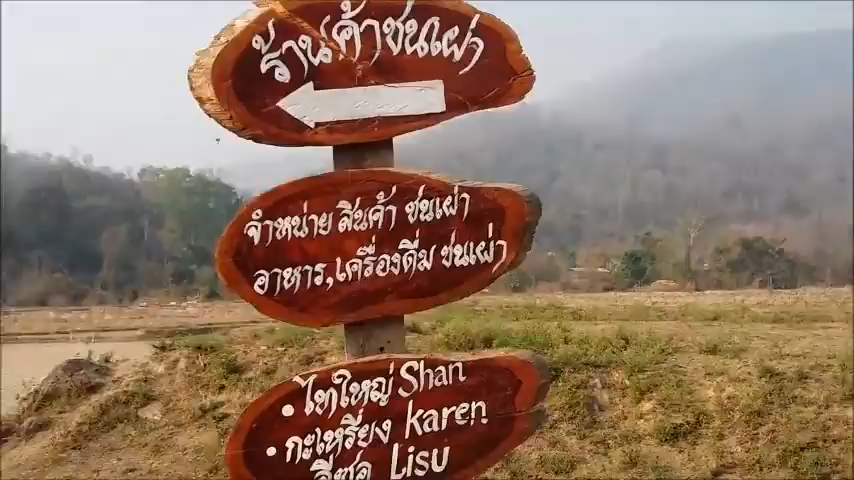 ร้านค้าชนเผ่า
จำหน่าย สินค้า ชนเผ่า
อาหาร,เครื่องดื่ม ชนเผ่า
• ไทใหญ่ Shan
• กะเหรี่ยง karen
ลีซอ Lisu